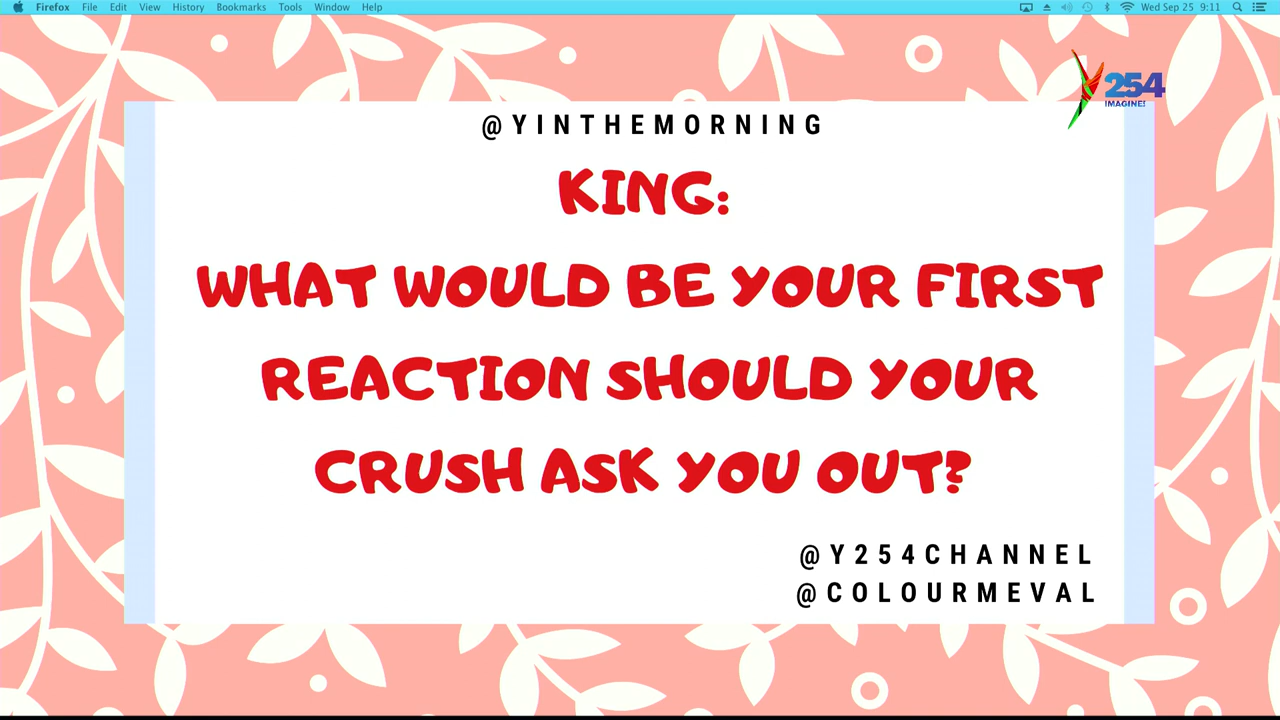 Firefox File Edit View History Bookmarks Tools Window Help Wed Sep 25 9:11
Y254
IMAGINE!
@YINTHEMORNING
KING:
WHAT WOULD BE YOUR FIRST
REACTION SHOULD YOUR
CRUSH ASK YOU OUT?
@Y254CHANNEL
@COLOURMEVAL